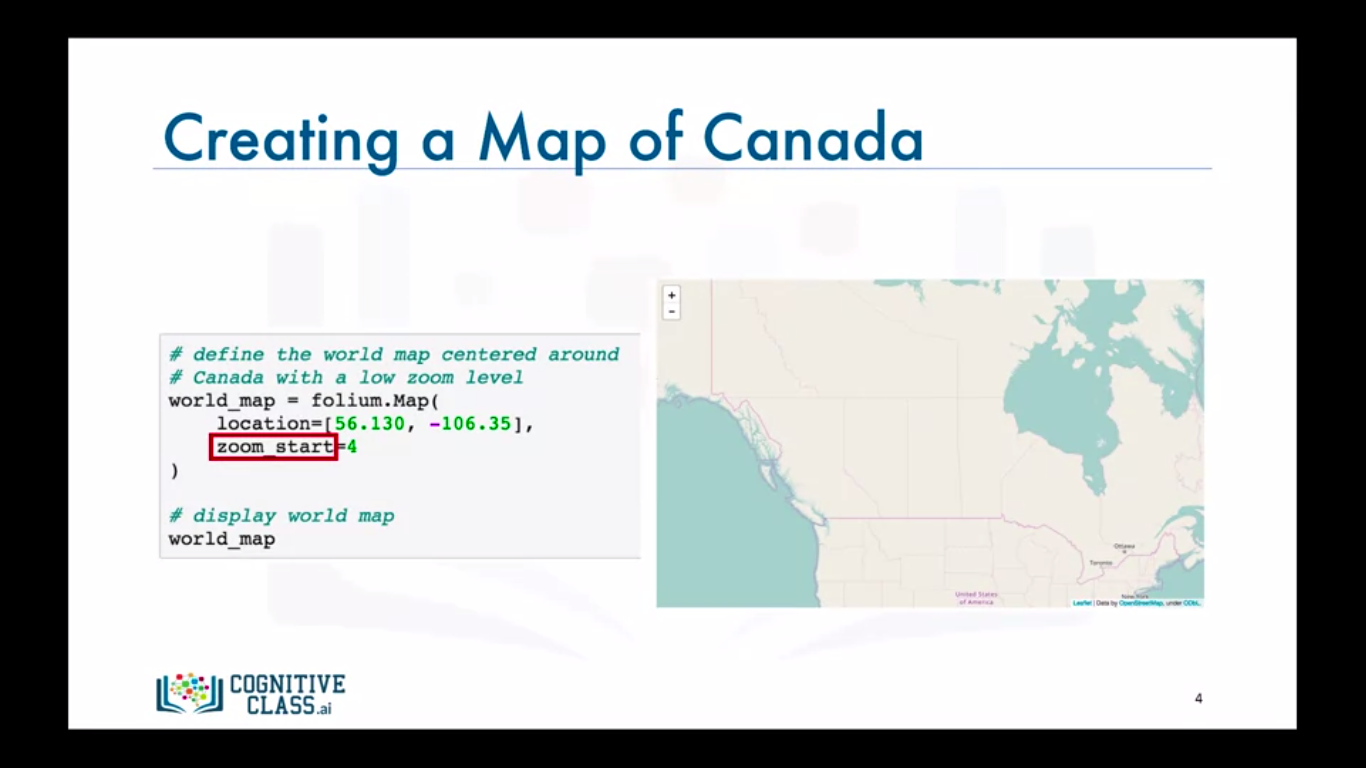 Creating a Map of Canada
# define the world map centered around
# Canada with a low zoom level
world_map = folium.Map(
    location=[56.130, -106.35],
    zoom_start=4
)
# display world map
world_map
+
-
Ottawa
Toronto
New York
United States
of America
Leaflet | Data by OpenStreetMap, under ODbL.
COGNITIVE
CLASS.ai
4